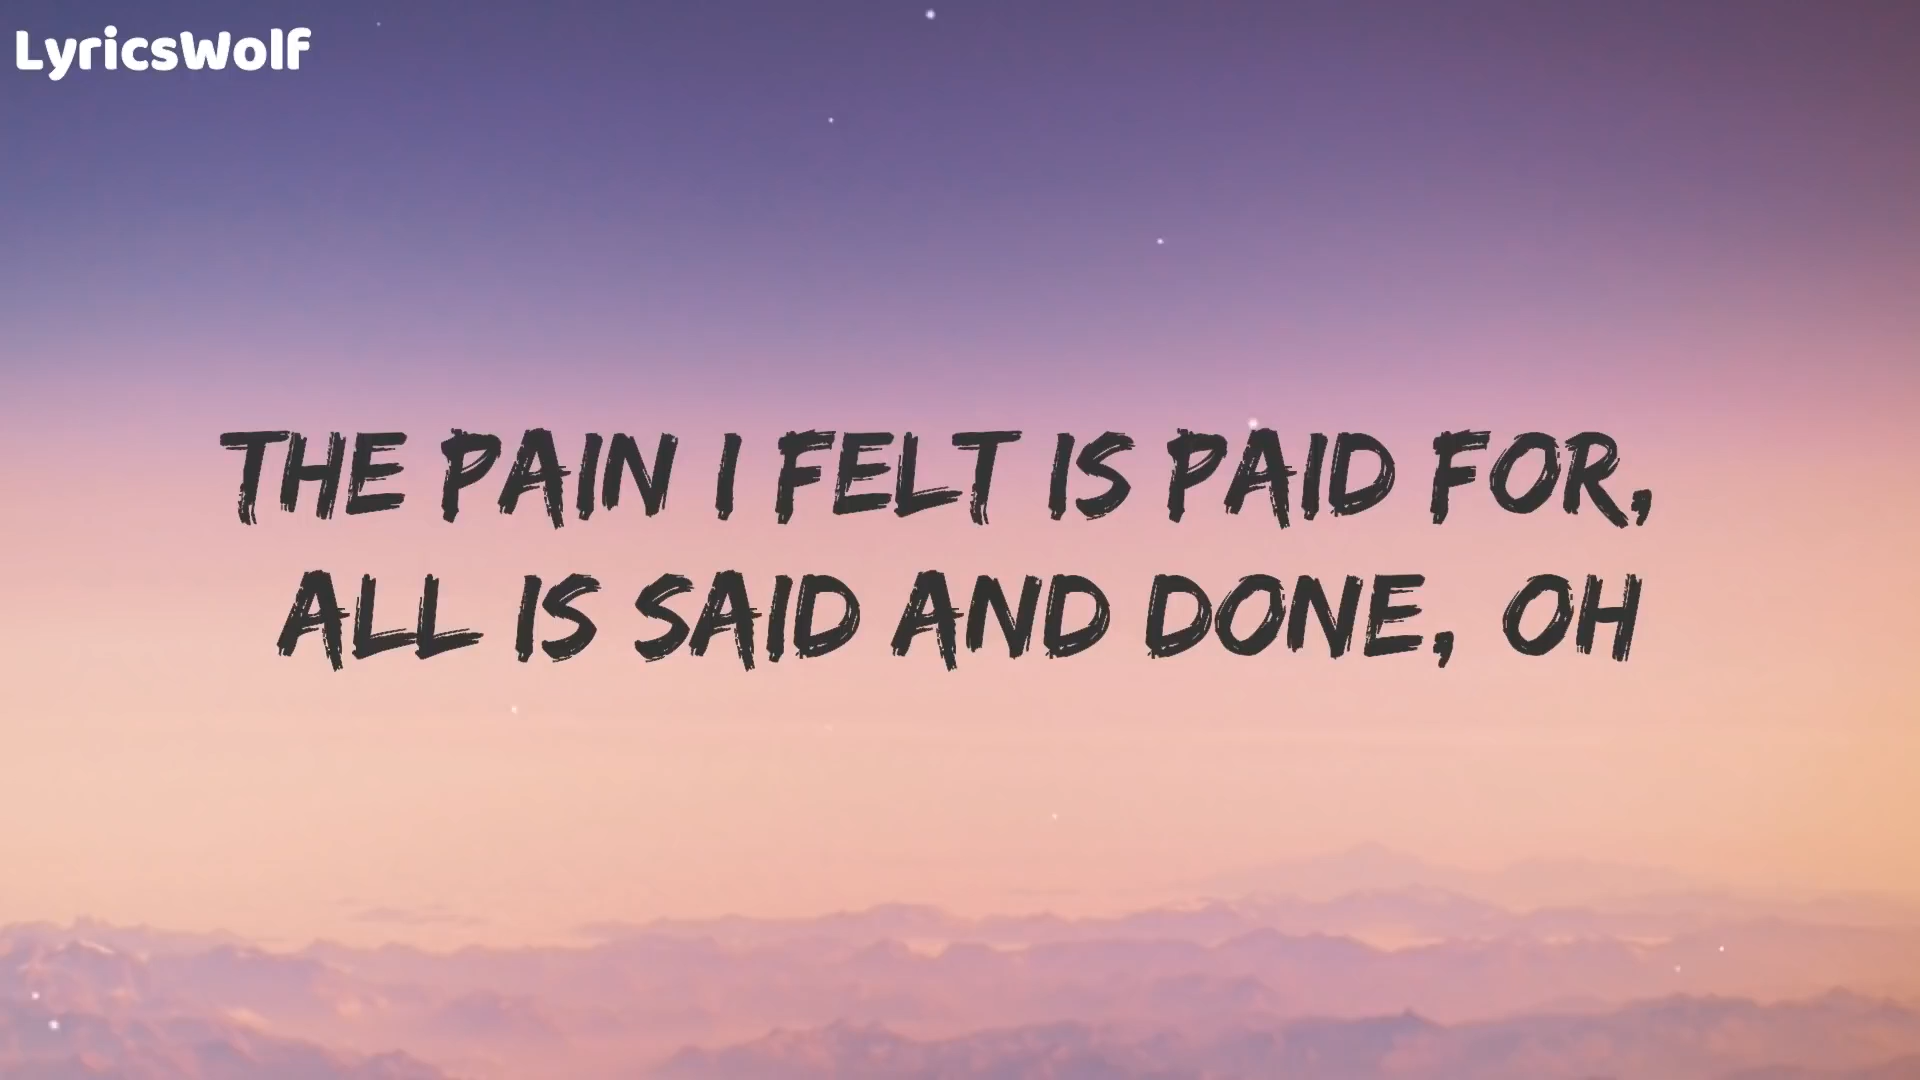 LyricsWolf
THE PAIN I FELT IS PAID FOR,
ALL IS SAID AND DONE, OH